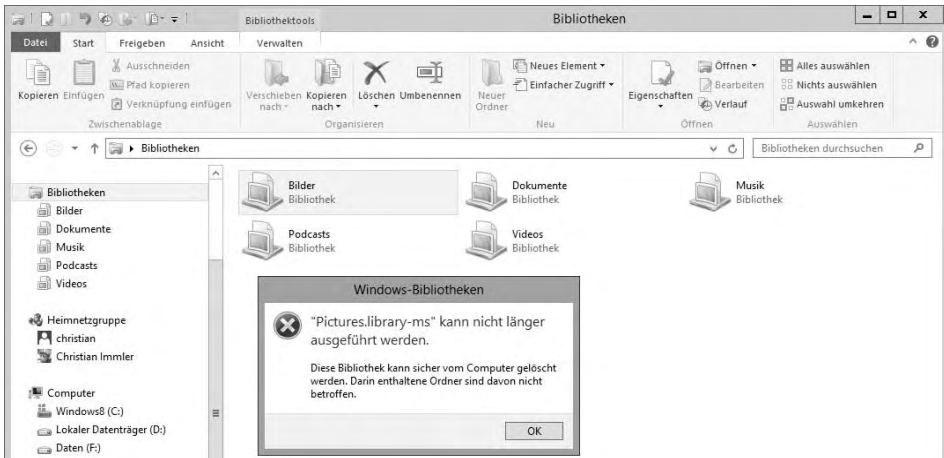 Bibliothektools
Bibliotheken
Datei
Start
Freigeben
Ansicht
Verwalten
Kopieren
Einfügen
Ausschneiden
Pfad kopieren
Verknüpfung einfügen
Zwischenablage
Verschieben nach
Kopieren nach
Löschen
Umbenennen
Organisieren
Neuer Ordner
Neues Element
Einfacher Zugriff
Neu
Eigenschaften
Öffnen
Bearbeiten
Verlauf
Öffnen
Alles auswählen
Nichts auswählen
Auswahl umkehren
Auswählen
Bibliotheken
Bibliotheken durchsuchen
Bibliotheken
Bilder
Dokumente
Musik
Podcasts
Videos
Heimnetzgruppe
christian
Christian Immler
Computer
Windows8 (C:)
Lokaler Datenträger (D:)
Daten (F:)
Bilder
Bibliothek
Dokumente
Bibliothek
Musik
Bibliothek
Podcasts
Bibliothek
Videos
Bibliothek
Windows-Bibliotheken
"Pictures.library-ms" kann nicht länger
ausgeführt werden.
Diese Bibliothek kann sicher vom Computer gelöscht
werden. Darin enthaltene Ordner sind davon nicht
betroffen.
OK